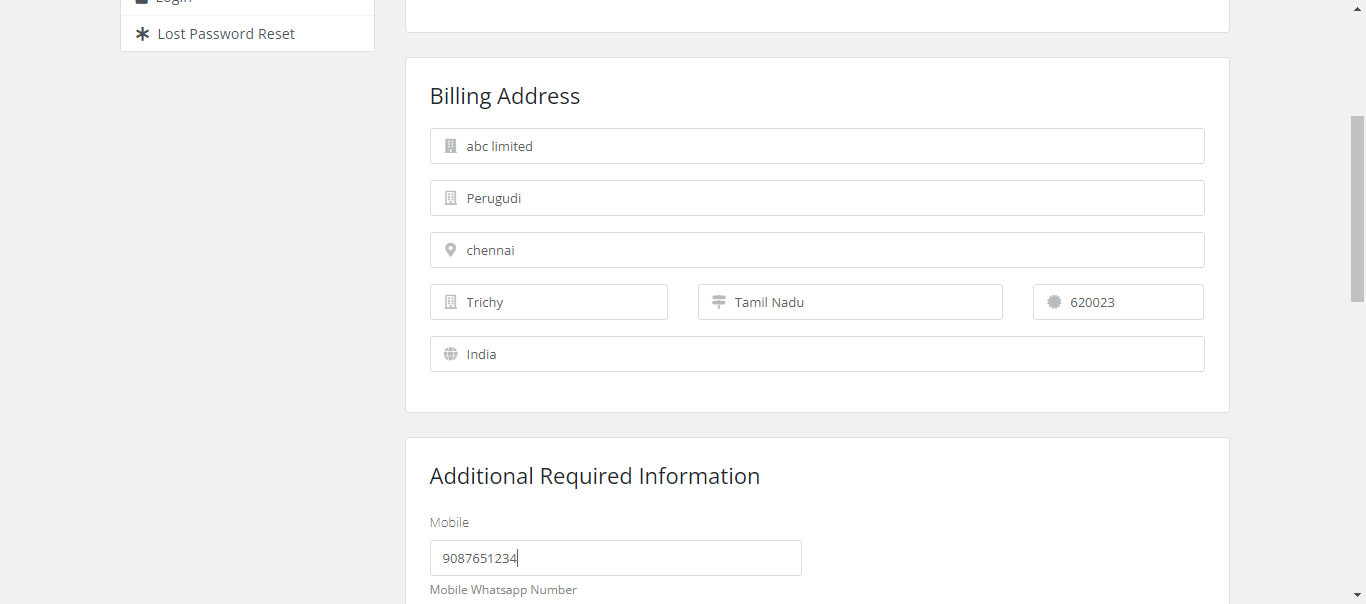 Login
Lost Password Reset
Billing Address
abc limited
Perugudi
chennai
Trichy Tamil Nadu 620023
India
Additional Required Information
Mobile
9087651234
Mobile Whatsapp Number